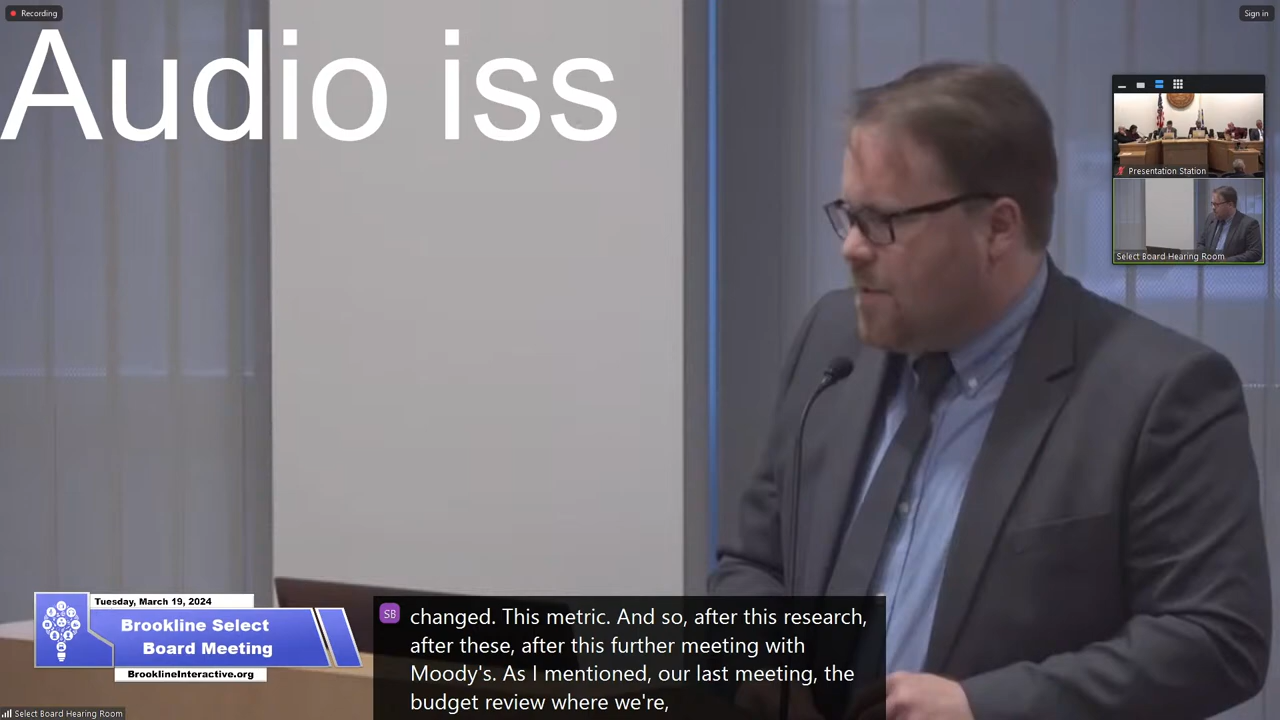 Recording
Sign in
Audio iss
Presentation Station
Select Board Hearing Room
Tuesday, March 19, 2024
Brookline Select
Board Meeting
BrooklineInteractive.org
SB
changed. This metric. And so, after this research,
after these, after this further meeting with
Moody's. As I mentioned, our last meeting, the
budget review where we're,
Select Board Hearing Room